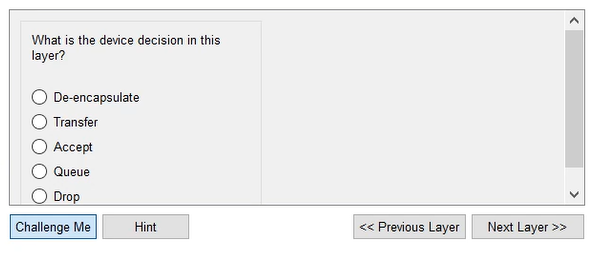 What is the device decision in this
layer?
De-encapsulate
Transfer
Accept
Queue
Drop
Challenge Me
Hint
<< Previous Layer
Next Layer >>